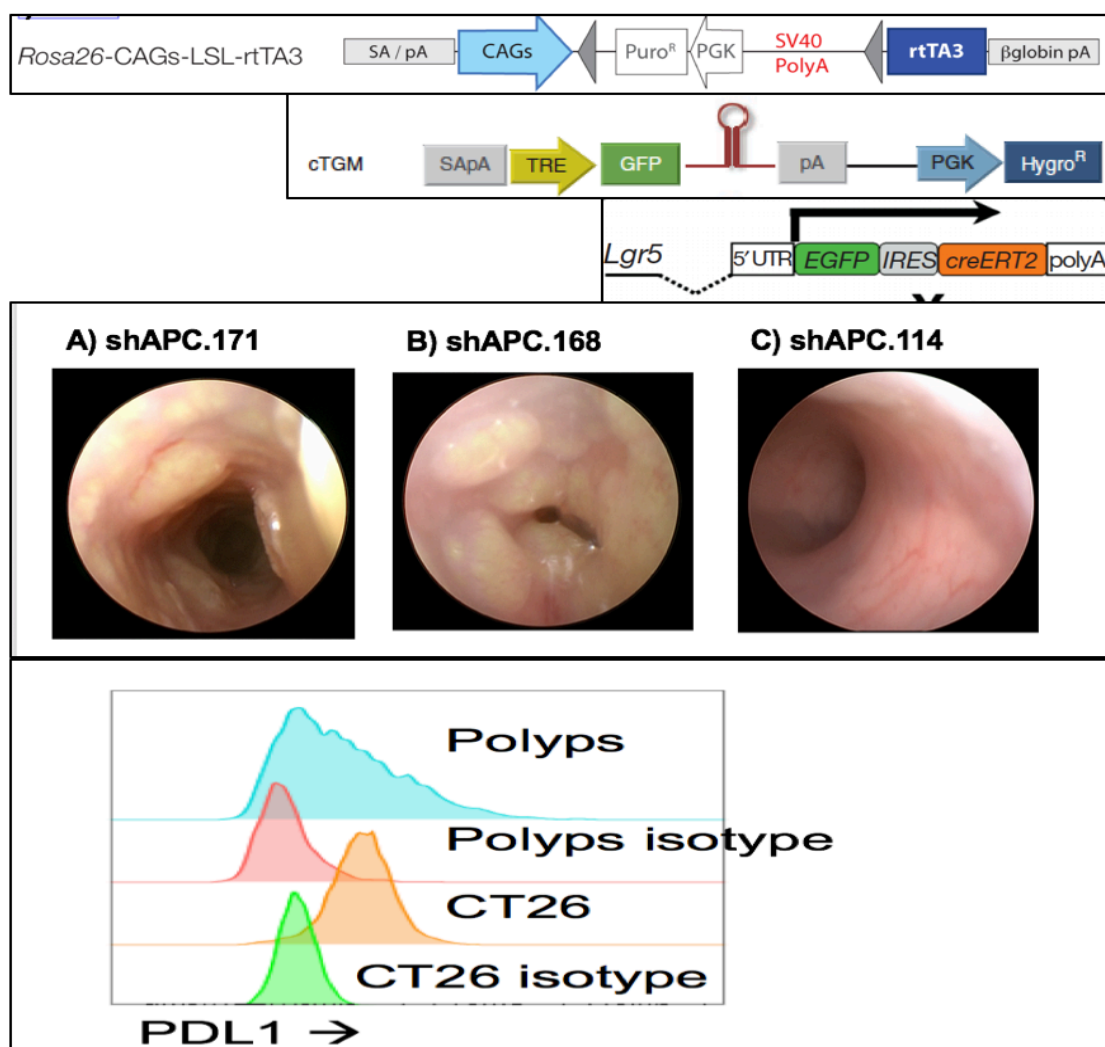 Rosa26-CAGs-LSL-rtTA3
SA / pA
CAGs
Puroᴿ
PGK
SV40
PolyA
rtTA3
βglobin pA
cTGM
SApA
TRE
GFP
pA
PGK
Hygroᴿ
Lgr5
5′ UTR
EGFP
IRES
creERT2
polyA
A) shAPC.171
B) shAPC.168
C) shAPC.114
Polyps
Polyps isotype
CT26
CT26 isotype
PDL1 →